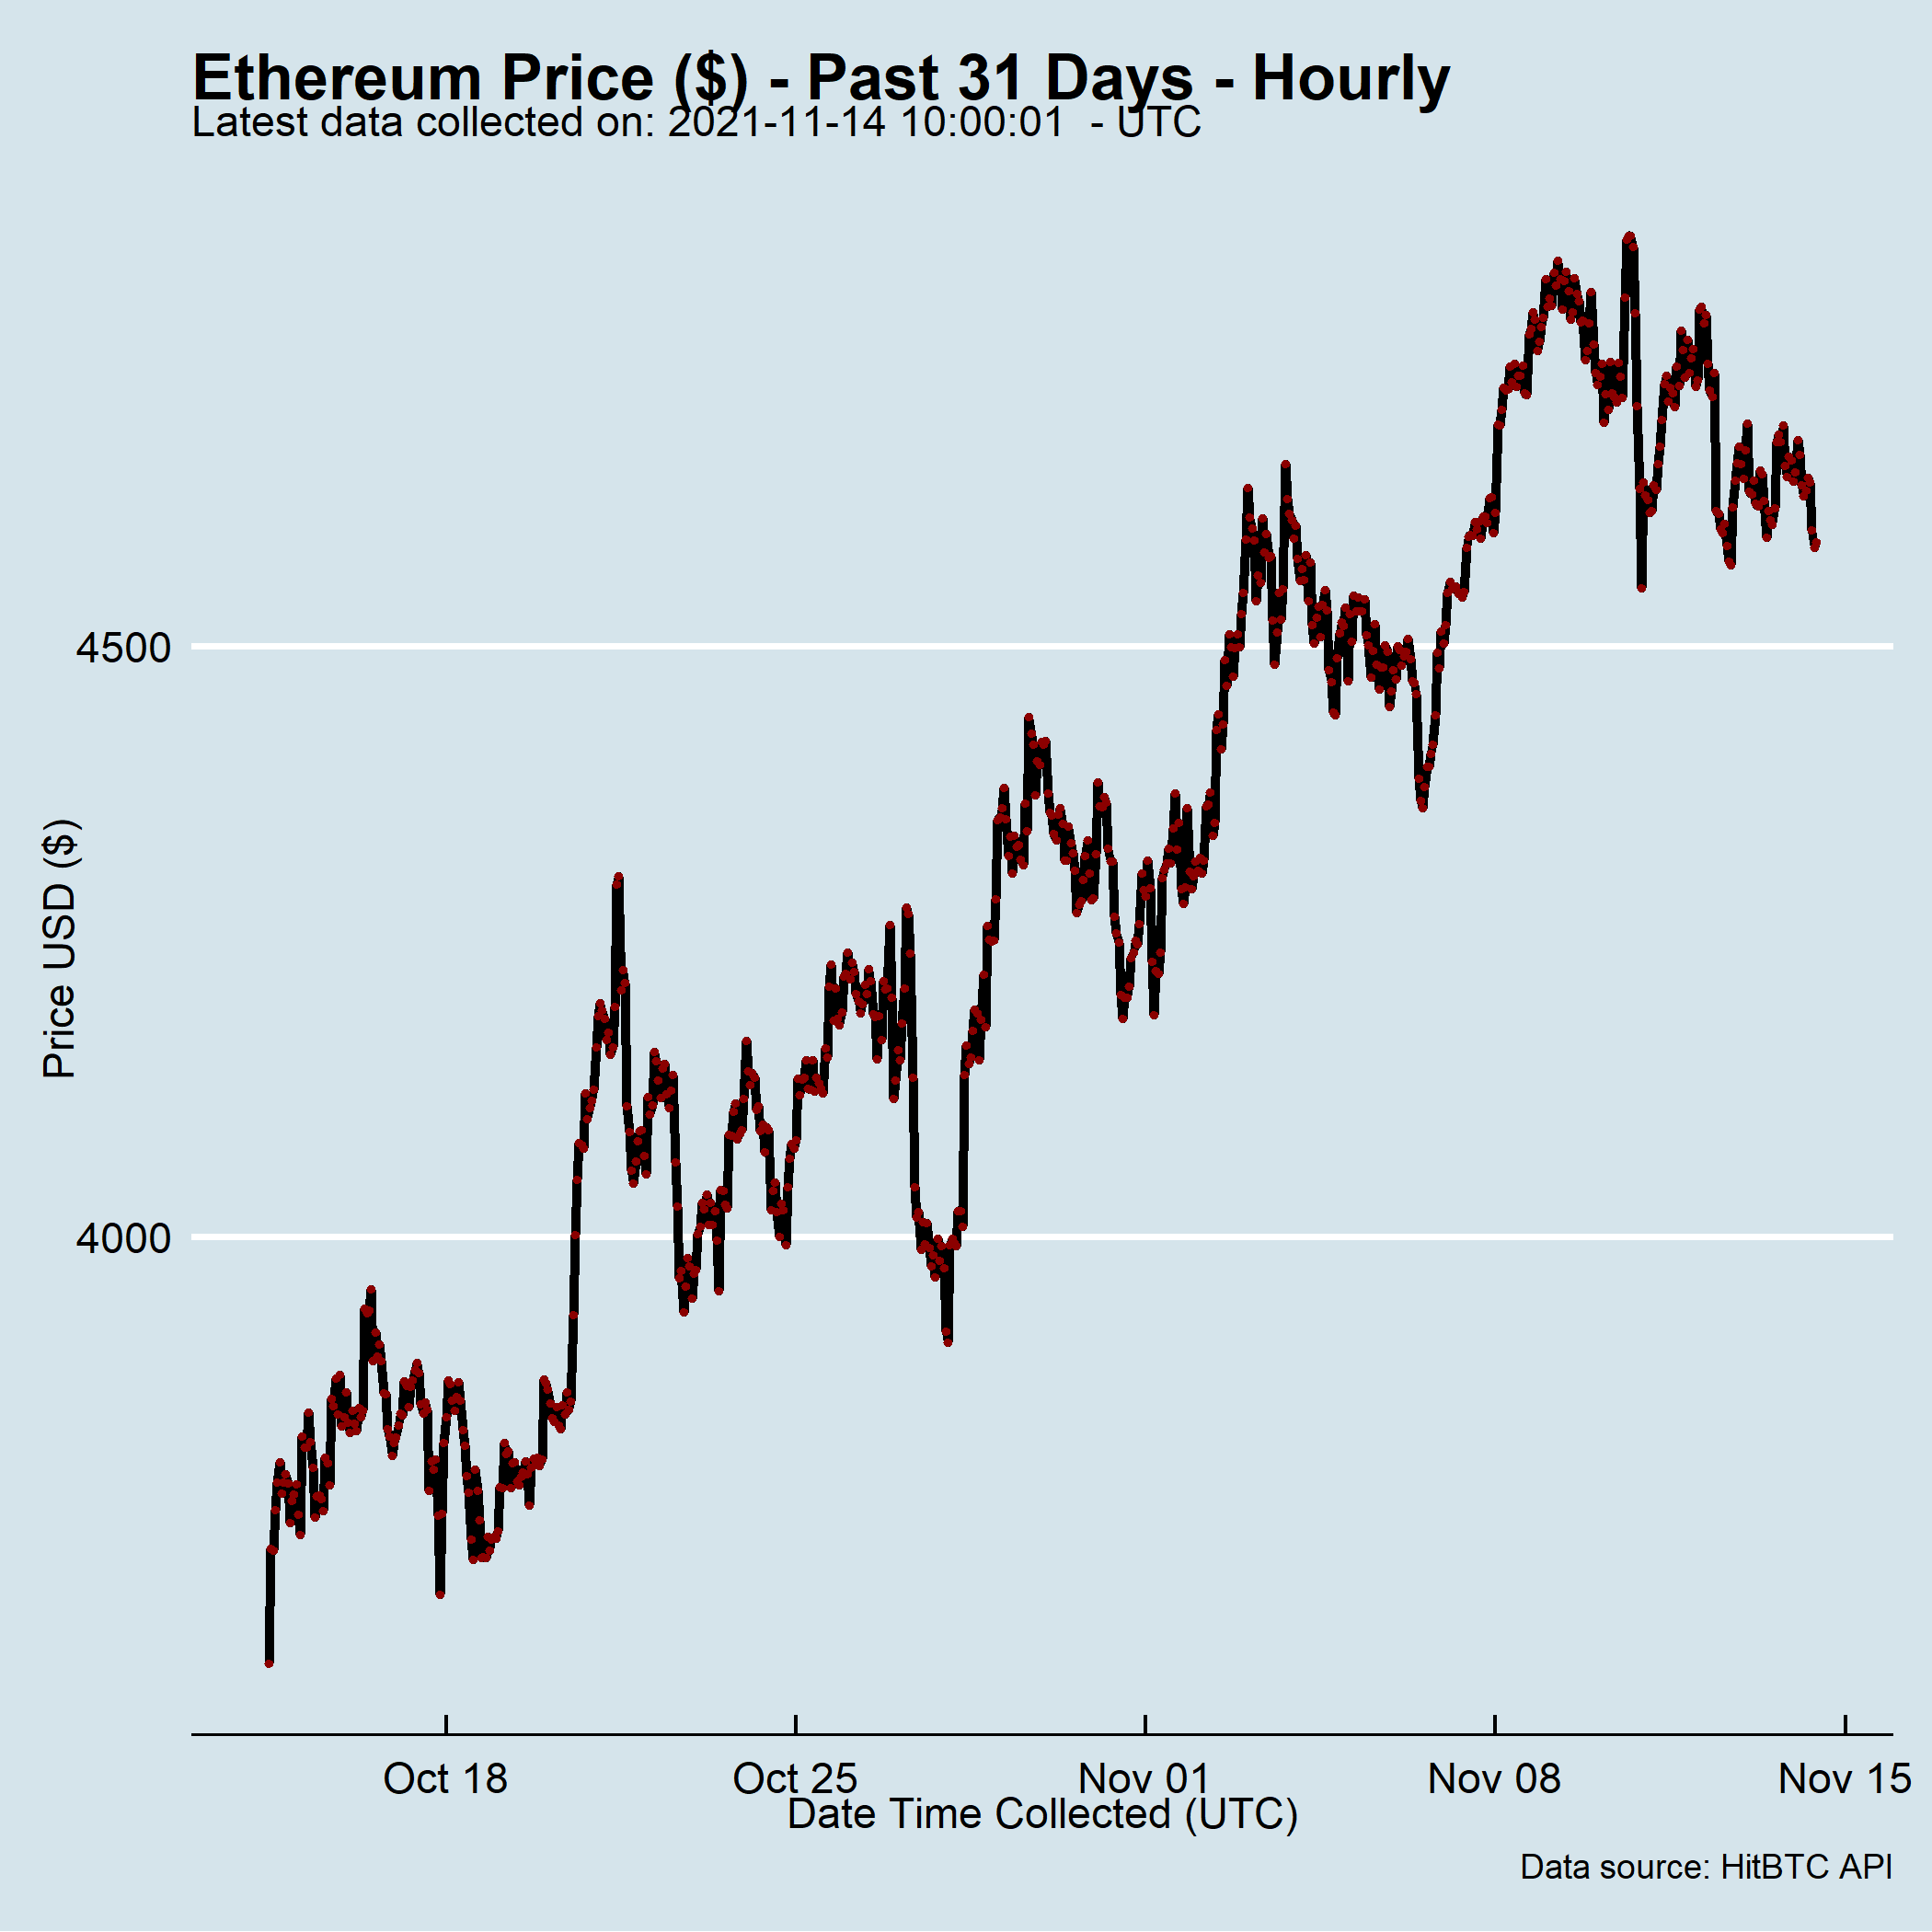 Ethereum Price ($) - Past 31 Days - Hourly
Latest data collected on: 2021-11-14 10:00:01  - UTC
Price USD ($)
4500
4000
Oct 18 Oct 25 Nov 01 Nov 08 Nov 15
Date Time Collected (UTC)
Data source: HitBTC API